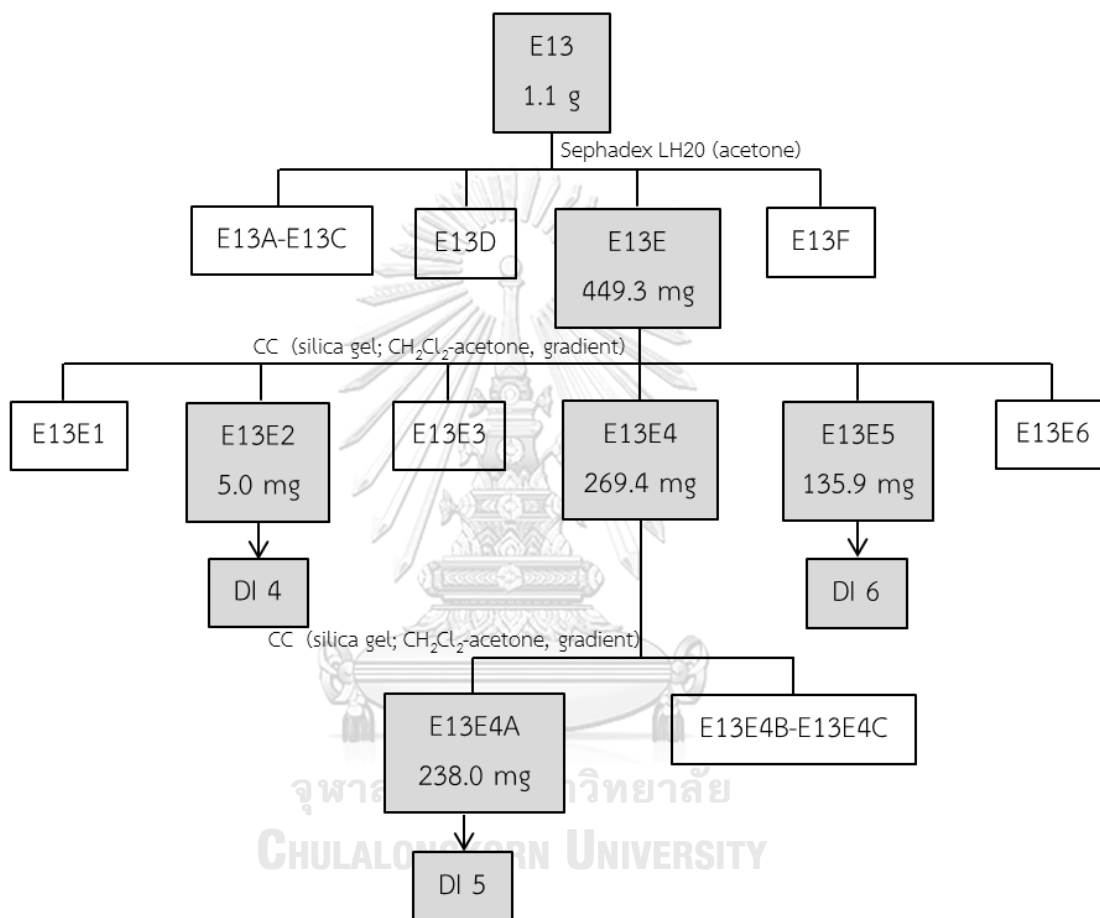 E13
1.1 g
Sephadex LH20 (acetone)
E13A-E13C
E13D
E13E
449.3 mg
E13F
CC (silica gel; CH₂Cl₂-acetone, gradient)
E13E1
E13E2
5.0 mg
E13E3
E13E4
269.4 mg
E13E5
135.9 mg
E13E6
DI 4
DI 6
CC (silica gel; CH₂Cl₂-acetone, gradient)
E13E4A
238.0 mg
E13E4B-E13E4C
DI 5
CHULALONGKORN UNIVERSITY